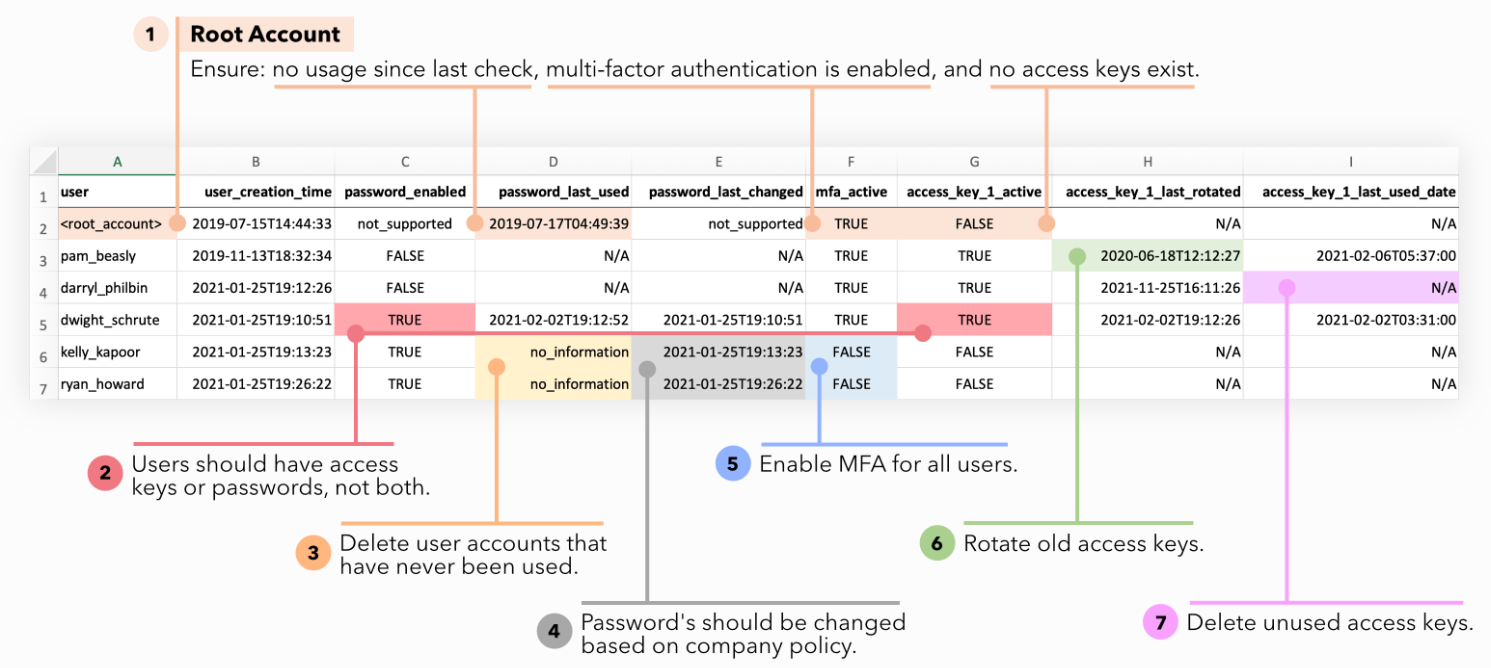 1 Root Account
Ensure: no usage since last check, multi-factor authentication is enabled, and no access keys exist.
A B C D E F G H I
1 user user_creation_time password_enabled password_last_used password_last_changed mfa_active access_key_1_active access_key_1_last_rotated access_key_1_last_used_date
2 <root_account> 2019-07-15T14:44:33 not_supported 2019-07-17T04:49:39 not_supported TRUE FALSE N/A N/A
3 pam_beasly 2019-11-13T18:32:34 FALSE N/A N/A TRUE TRUE 2020-06-18T12:12:27 2021-02-06T05:37:00
4 darryl_philbin 2021-01-25T19:12:26 FALSE N/A N/A TRUE TRUE 2021-11-25T16:11:26 N/A
5 dwight_schrute 2021-01-25T19:10:51 TRUE 2021-02-02T19:12:52 2021-01-25T19:10:51 TRUE TRUE 2021-02-02T19:12:26 2021-02-02T03:31:00
6 kelly_kapoor 2021-01-25T19:13:23 TRUE no_information 2021-01-25T19:13:23 FALSE FALSE N/A N/A
7 ryan_howard 2021-01-25T19:26:22 TRUE no_information 2021-01-25T19:26:22 FALSE FALSE N/A N/A
2 Users should have access
keys or passwords, not both.
5 Enable MFA for all users.
3 Delete user accounts that
have never been used.
6 Rotate old access keys.
4 Password's should be changed
based on company policy.
7 Delete unused access keys.